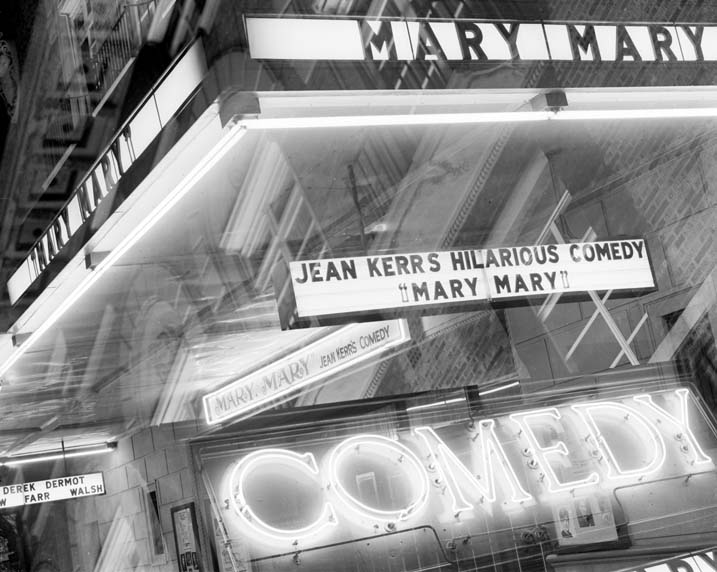 MARY MARY
"MARY MARY"
JEAN KERRS HILARIOUS COMEDY
"MARY MARY"
MARY, MARY JEAN KERR'S COMEDY
DEREK DERMOT
W FARR WALSH
COMEDY